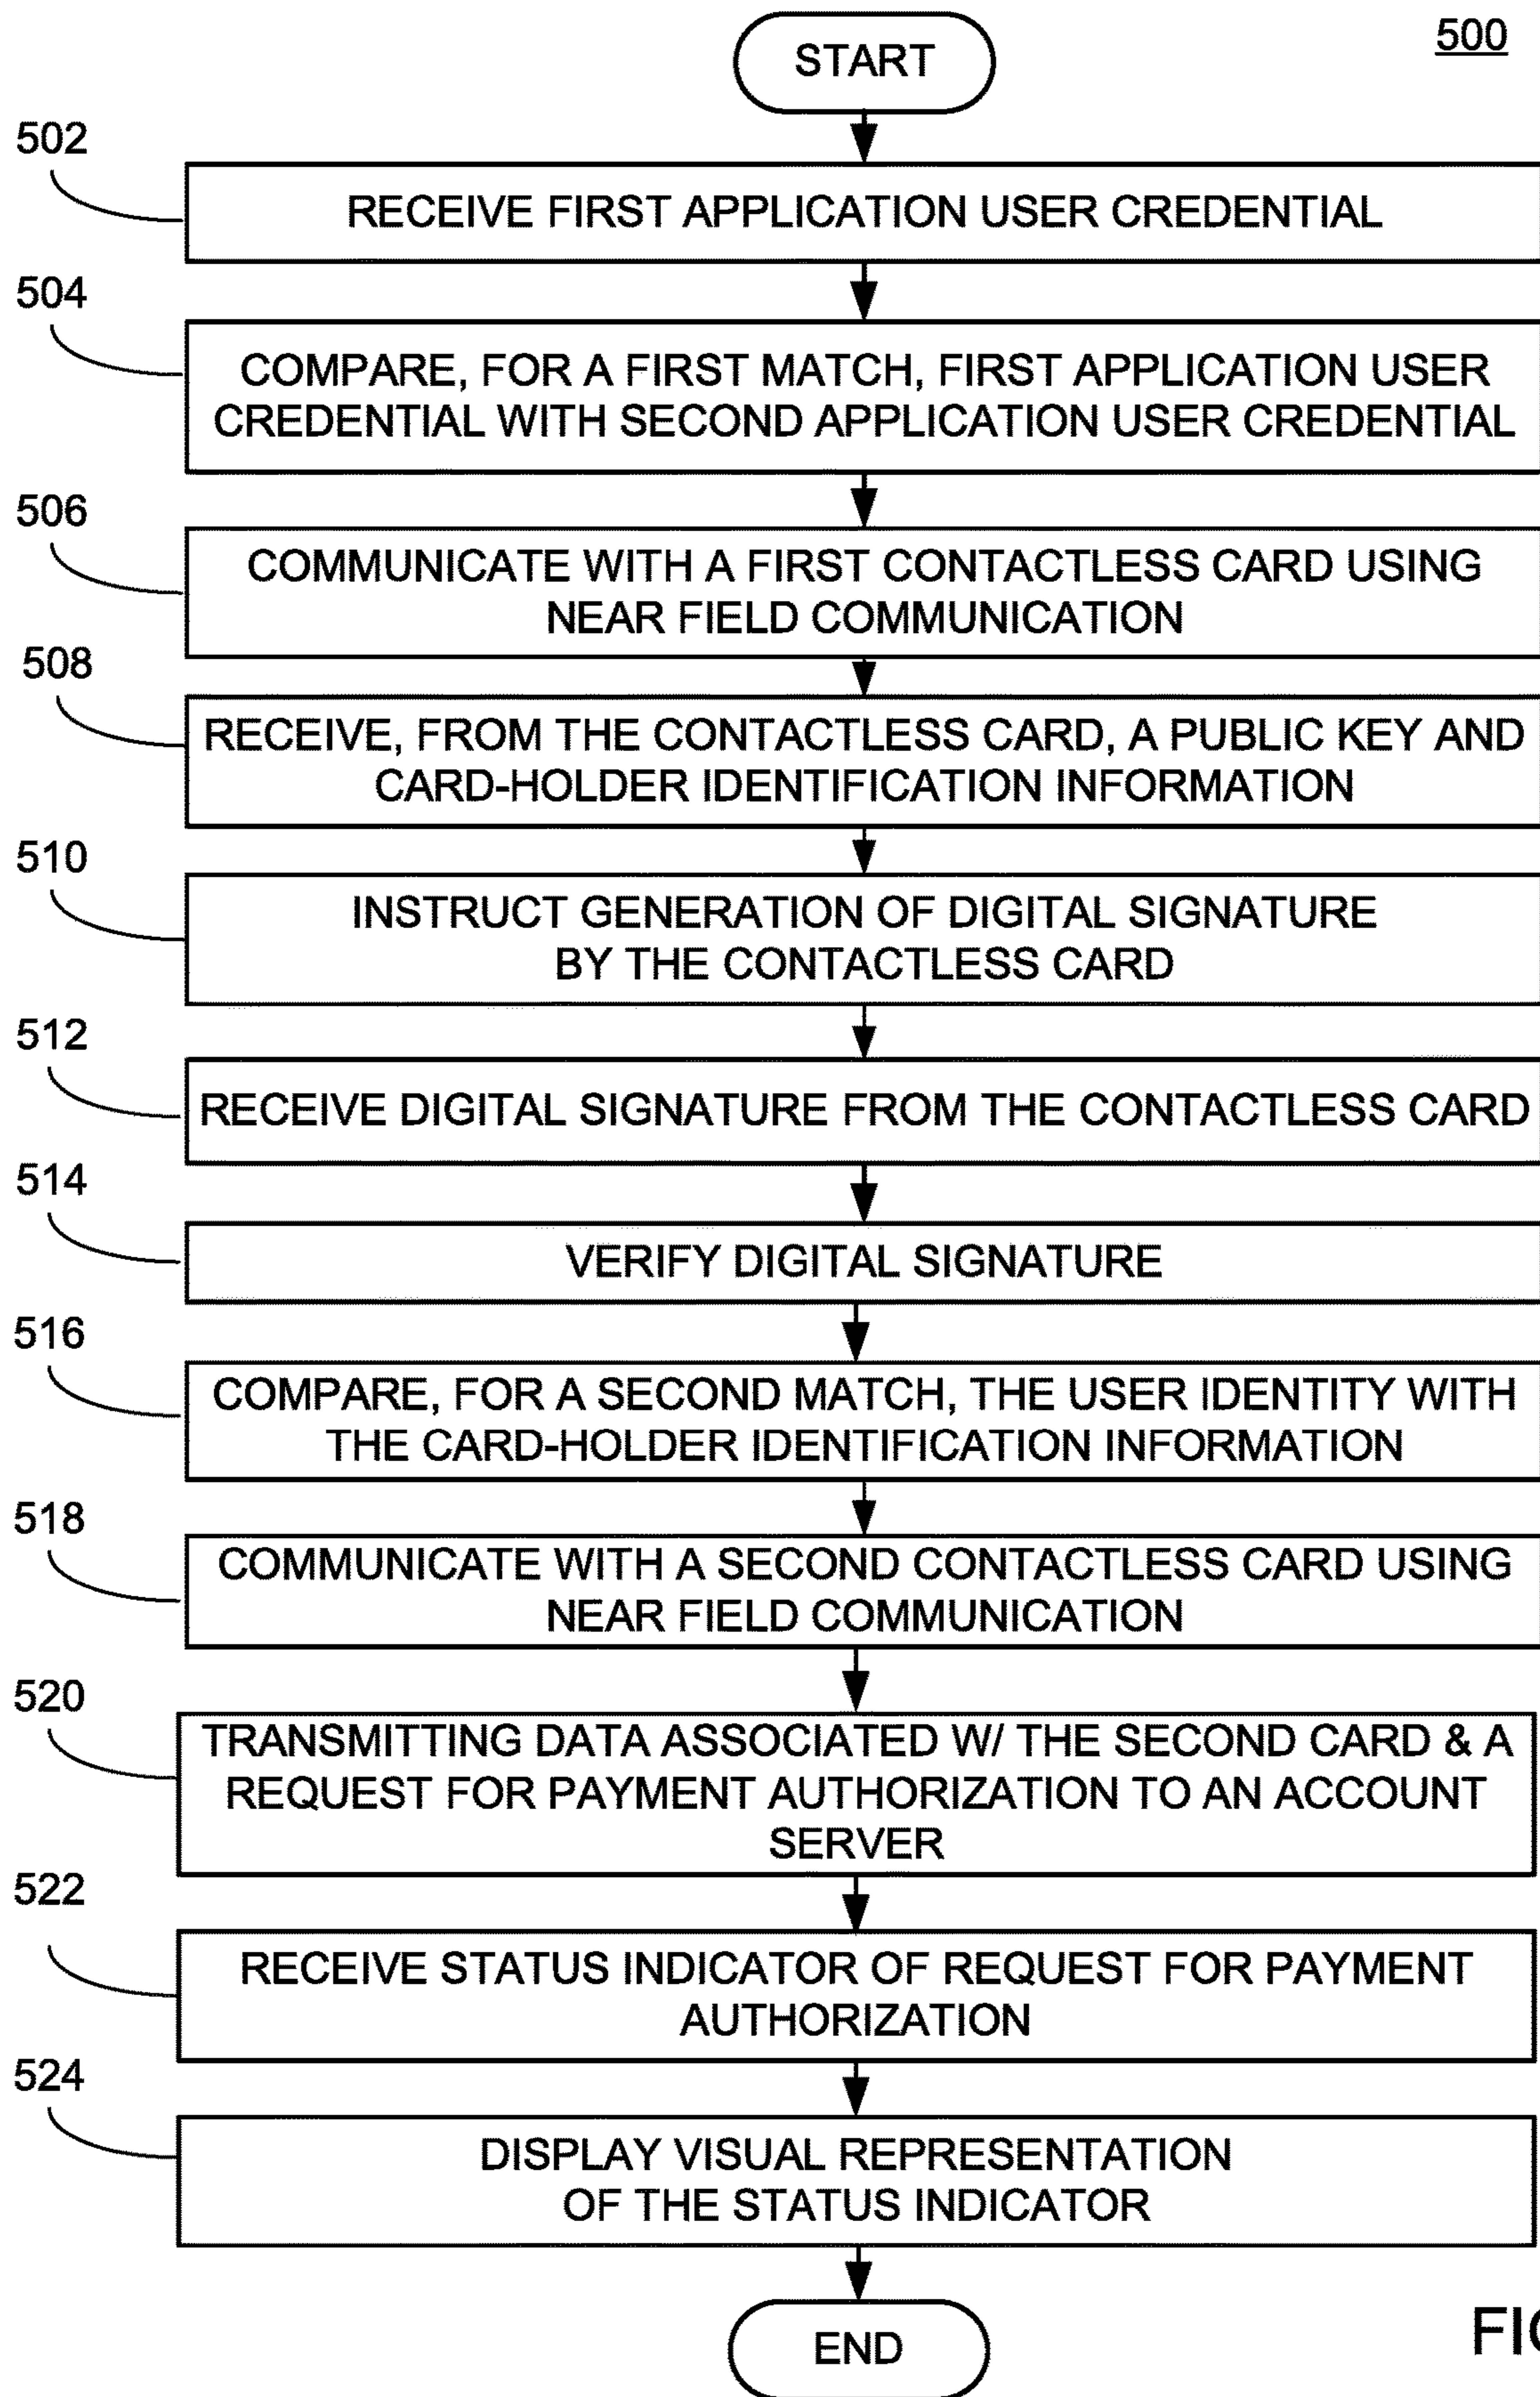 500
START
502
RECEIVE FIRST APPLICATION USER CREDENTIAL
504
COMPARE, FOR A FIRST MATCH, FIRST APPLICATION USER
CREDENTIAL WITH SECOND APPLICATION USER CREDENTIAL
506
COMMUNICATE WITH A FIRST CONTACTLESS CARD USING
NEAR FIELD COMMUNICATION
508
RECEIVE, FROM THE CONTACTLESS CARD, A PUBLIC KEY AND
CARD-HOLDER IDENTIFICATION INFORMATION
510
INSTRUCT GENERATION OF DIGITAL SIGNATURE
BY THE CONTACTLESS CARD
512
RECEIVE DIGITAL SIGNATURE FROM THE CONTACTLESS CARD
514
VERIFY DIGITAL SIGNATURE
516
COMPARE, FOR A SECOND MATCH, THE USER IDENTITY WITH
THE CARD-HOLDER IDENTIFICATION INFORMATION
518
COMMUNICATE WITH A SECOND CONTACTLESS CARD USING
NEAR FIELD COMMUNICATION
520
TRANSMITTING DATA ASSOCIATED W/ THE SECOND CARD & A
REQUEST FOR PAYMENT AUTHORIZATION TO AN ACCOUNT
SERVER
522
RECEIVE STATUS INDICATOR OF REQUEST FOR PAYMENT
AUTHORIZATION
524
DISPLAY VISUAL REPRESENTATION
OF THE STATUS INDICATOR
END